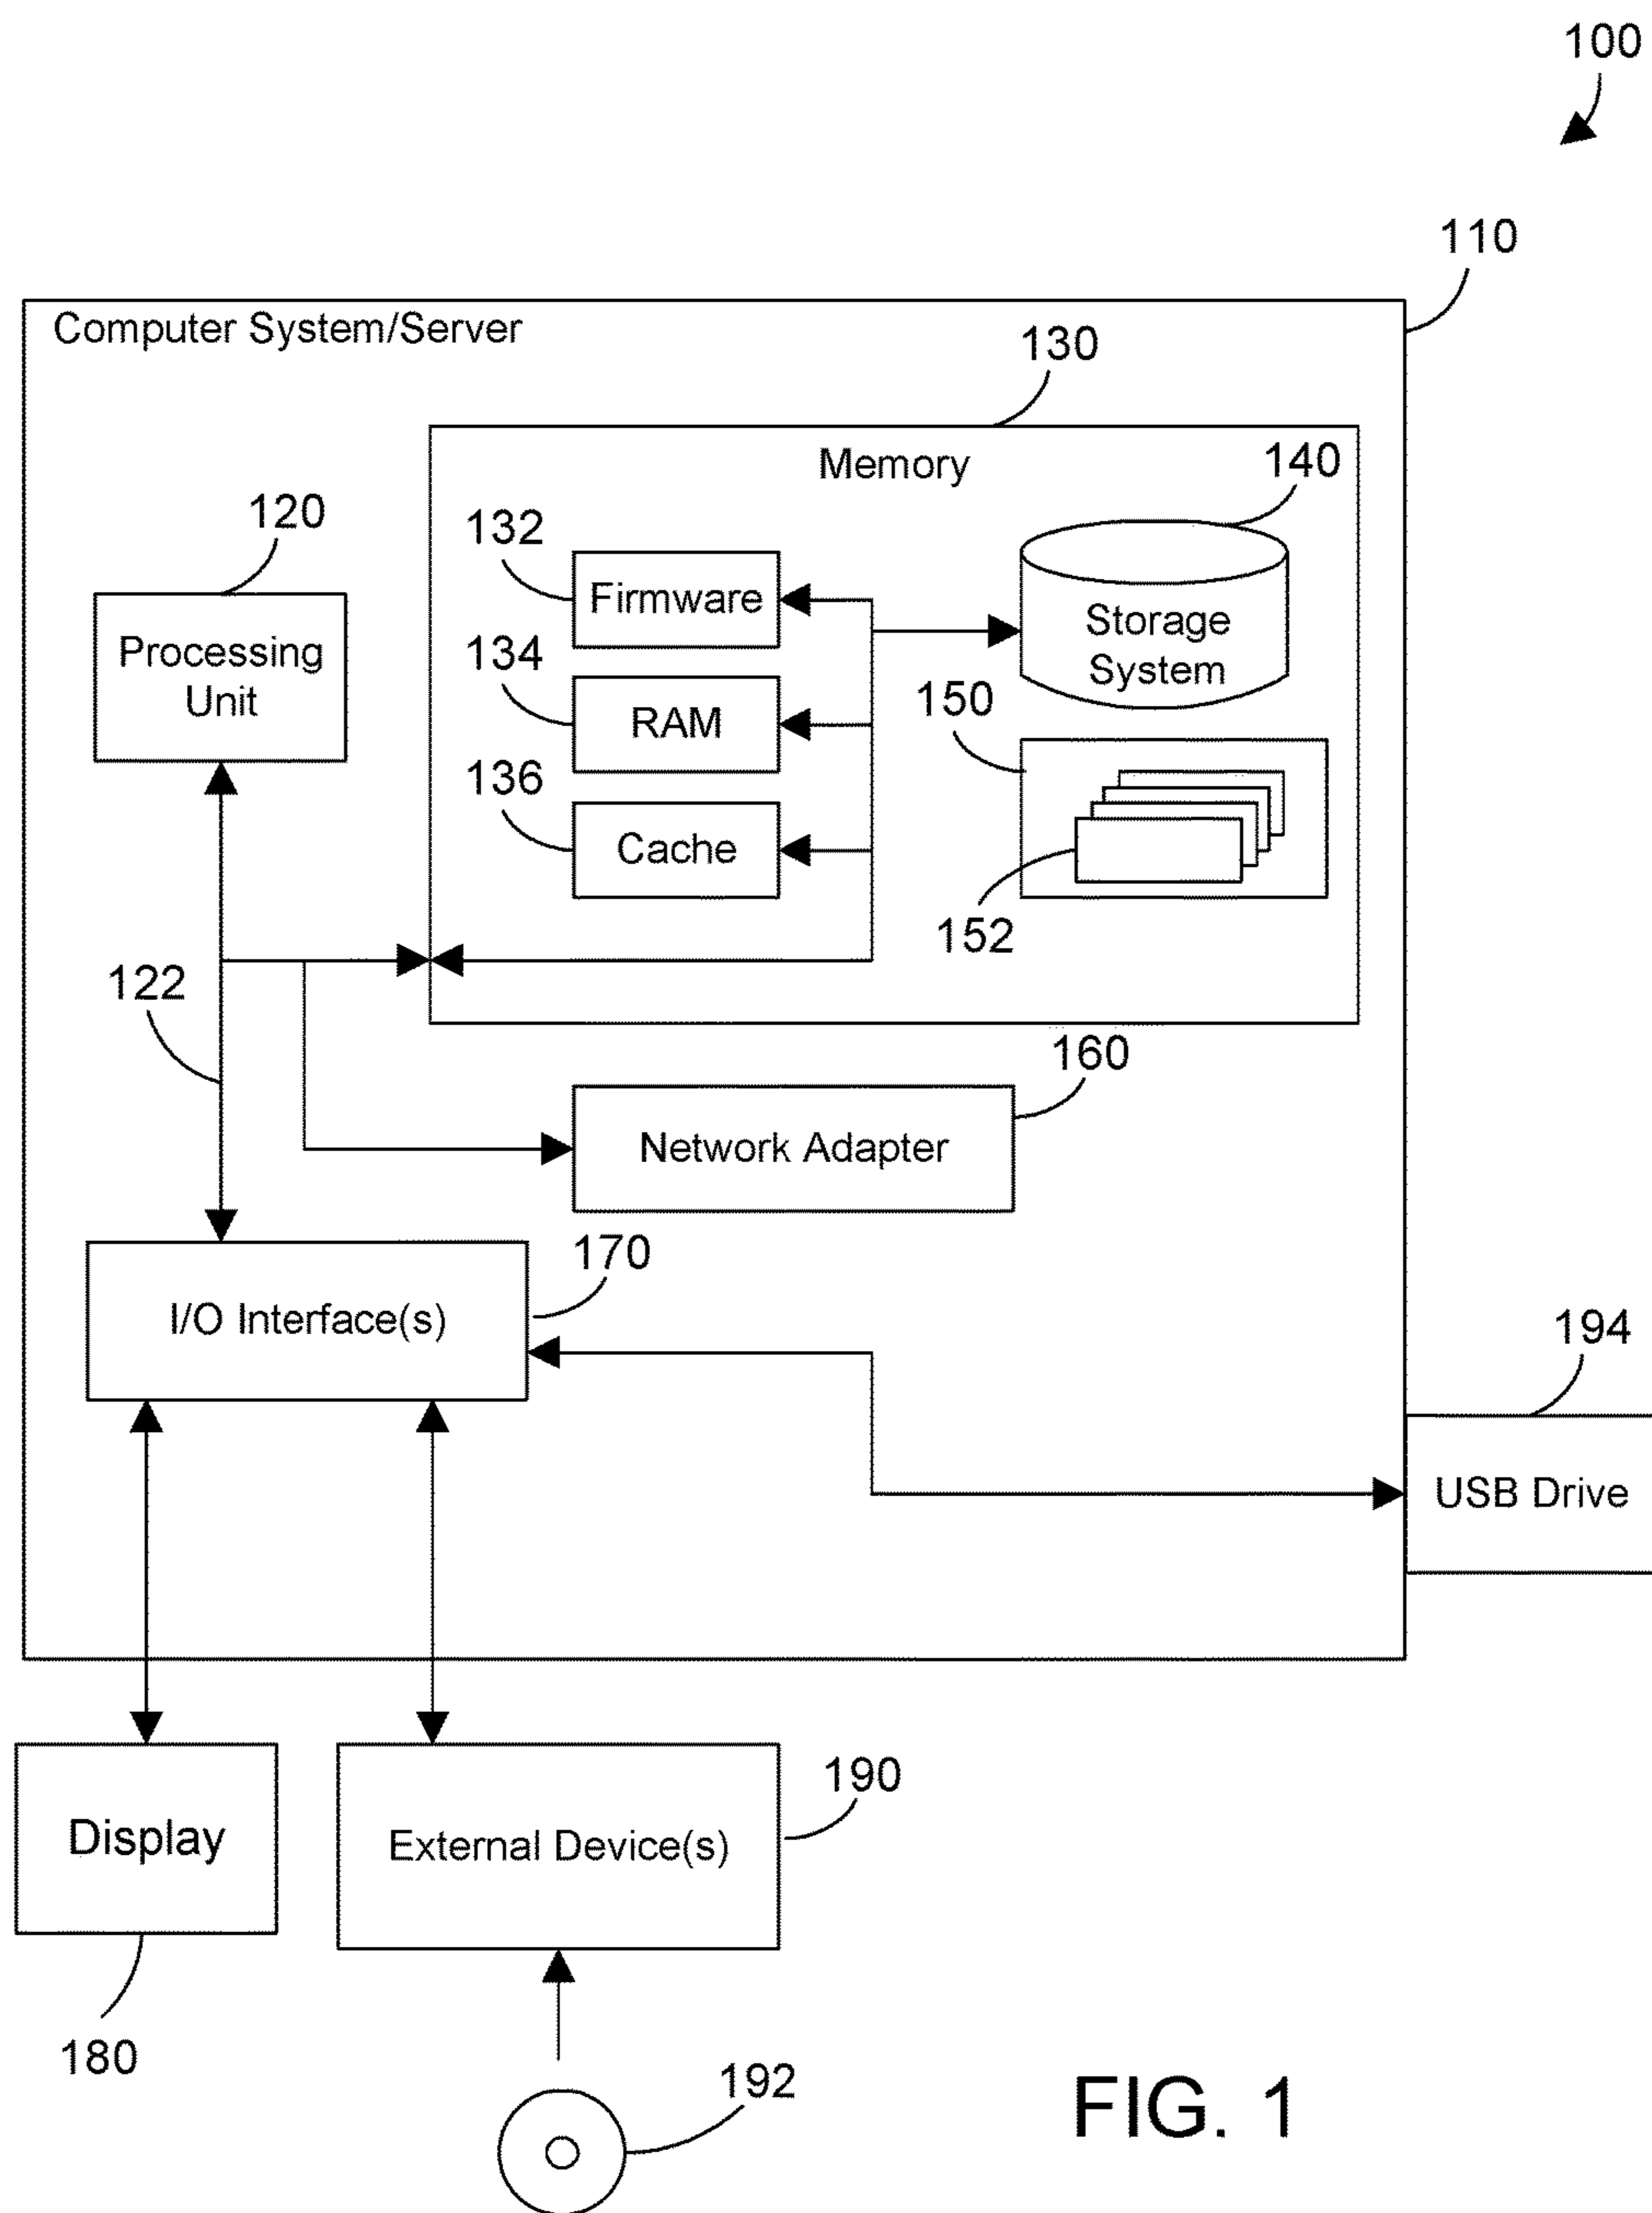 100
110
Computer System/Server
130
Memory
140
120
132
Firmware
Processing
Unit
134
Storage
System
RAM
150
136
Cache
152
122
160
Network Adapter
170
I/O Interface(s)
194
USB Drive
190
Display
External Device(s)
180
192
FIG. 1